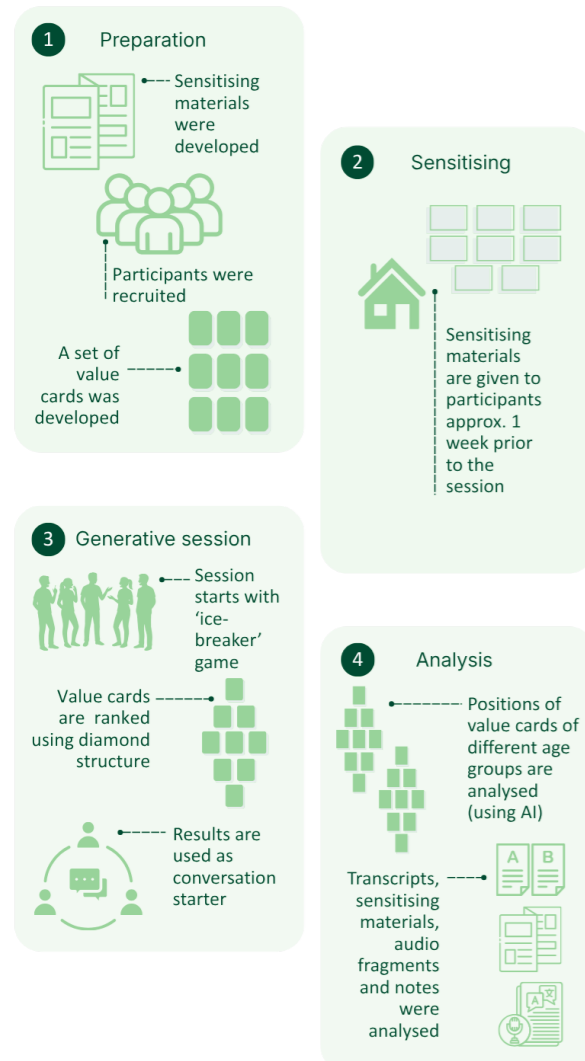 1 Preparation
Sensitising
materials
were
developed
Participants were
recruited
A set of
value
cards was
developed
2 Sensitising
Sensitising
materials
are given to
participants
approx. 1
week prior
to the
session
3 Generative session
Session
starts with
‘ice-
breaker’
game
Value cards
are ranked
using diamond
structure
Results are
used as
conversation
starter
4 Analysis
Positions of
value cards of
different age
groups are
analysed
(using AI)
Transcripts,
sensitising
materials,
audio
fragments
and notes
were
analysed
A B
A 文